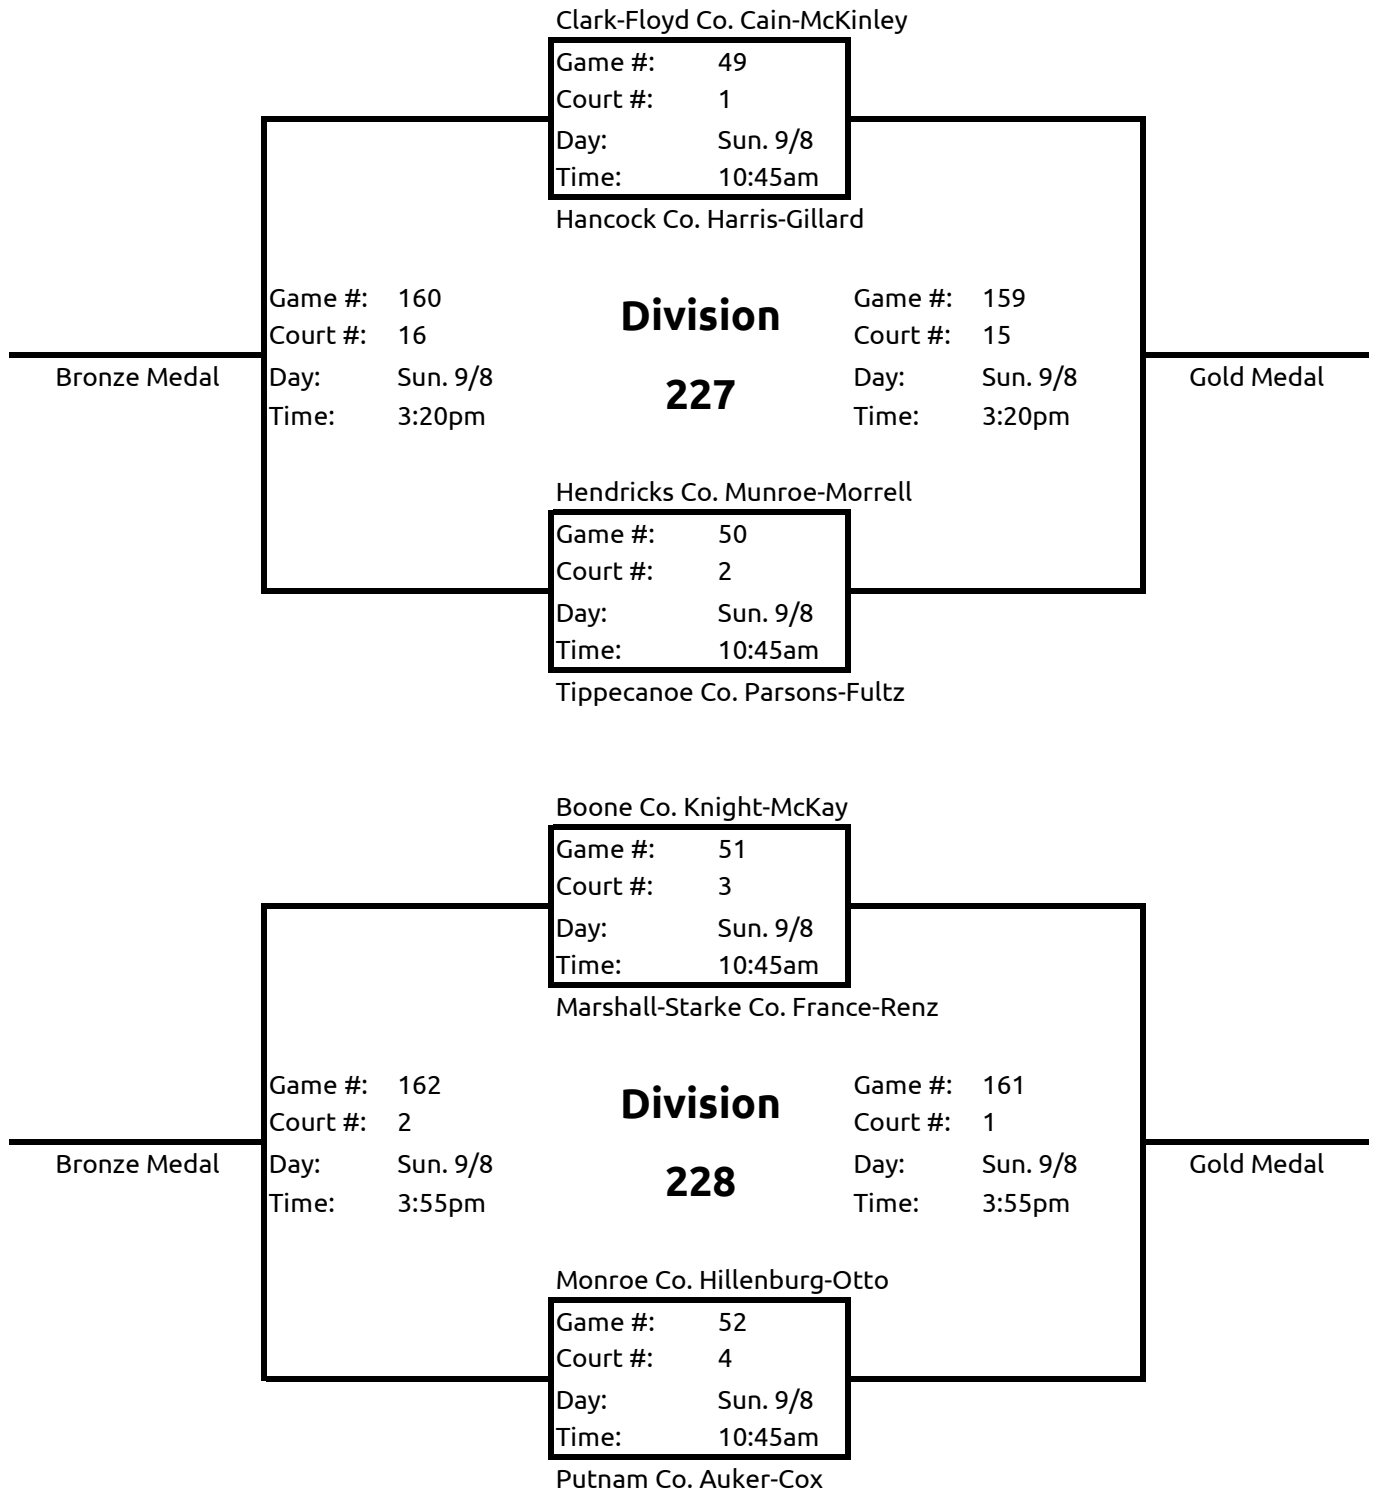 Clark-Floyd Co. Cain-McKinley
Game #: 49
Court #: 1
Day: Sun. 9/8
Time: 10:45am
Hancock Co. Harris-Gillard
Game #: 160
Court #: 16
Day: Sun. 9/8
Time: 3:20pm
Bronze Medal
Division
227
Game #: 159
Court #: 15
Day: Sun. 9/8
Time: 3:20pm
Gold Medal
Hendricks Co. Munroe-Morrell
Game #: 50
Court #: 2
Day: Sun. 9/8
Time: 10:45am
Tippecanoe Co. Parsons-Fultz
Boone Co. Knight-McKay
Game #: 51
Court #: 3
Day: Sun. 9/8
Time: 10:45am
Marshall-Starke Co. France-Renz
Game #: 162
Court #: 2
Day: Sun. 9/8
Time: 3:55pm
Bronze Medal
Division
228
Game #: 161
Court #: 1
Day: Sun. 9/8
Time: 3:55pm
Gold Medal
Monroe Co. Hillenburg-Otto
Game #: 52
Court #: 4
Day: Sun. 9/8
Time: 10:45am
Putnam Co. Auker-Cox